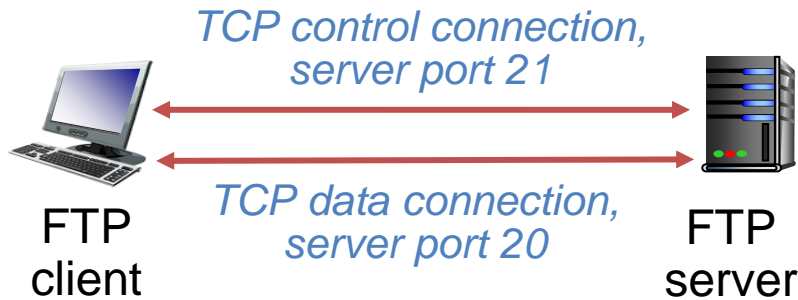 TCP control connection,
server port 21
TCP data connection,
server port 20
FTP
client
FTP
server